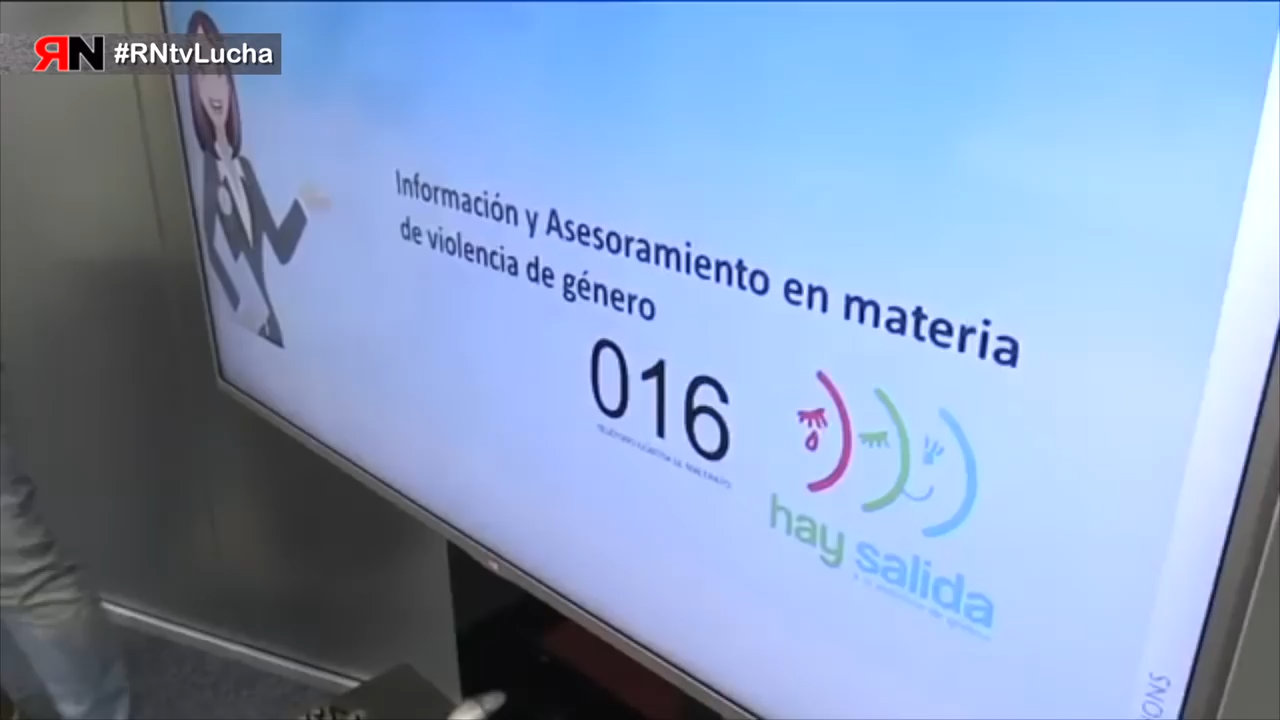 RN #RNtvLucha
Información y Asesoramiento en materia
de violencia de género
016
hay salida